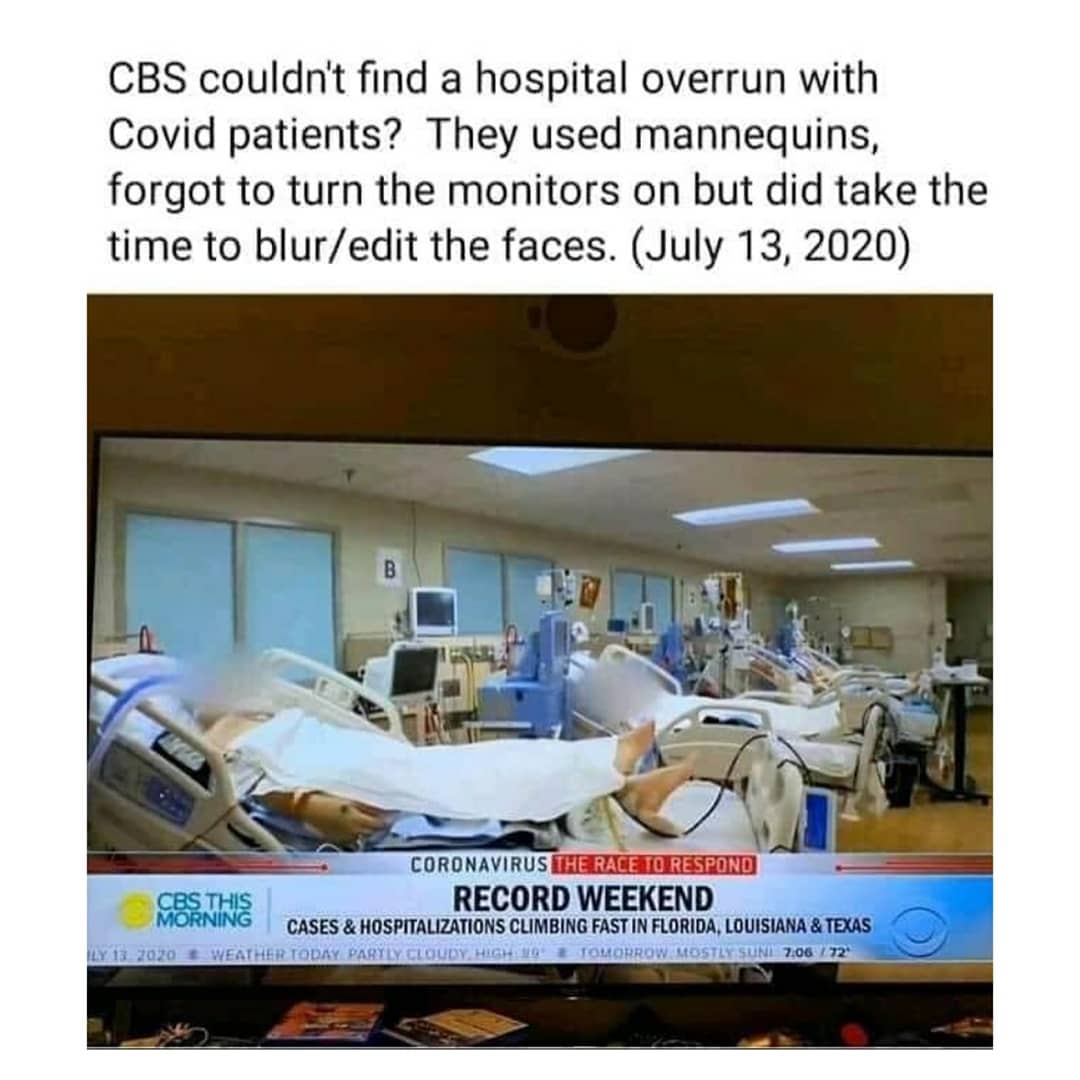 CBS couldn't find a hospital overrun with
Covid patients? They used mannequins,
forgot to turn the monitors on but did take the
time to blur/edit the faces. (July 13, 2020)
B
CORONAVIRUS THE RACE TO RESPOND
CBS THIS
MORNING
RECORD WEEKEND
CASES & HOSPITALIZATIONS CLIMBING FAST IN FLORIDA, LOUISIANA & TEXAS
LY 13, 2020 WEATHER TODAY PARTLY CLOUDY, HIGH 89° TOMORROW MOSTLY SUN 7:06 / 72°